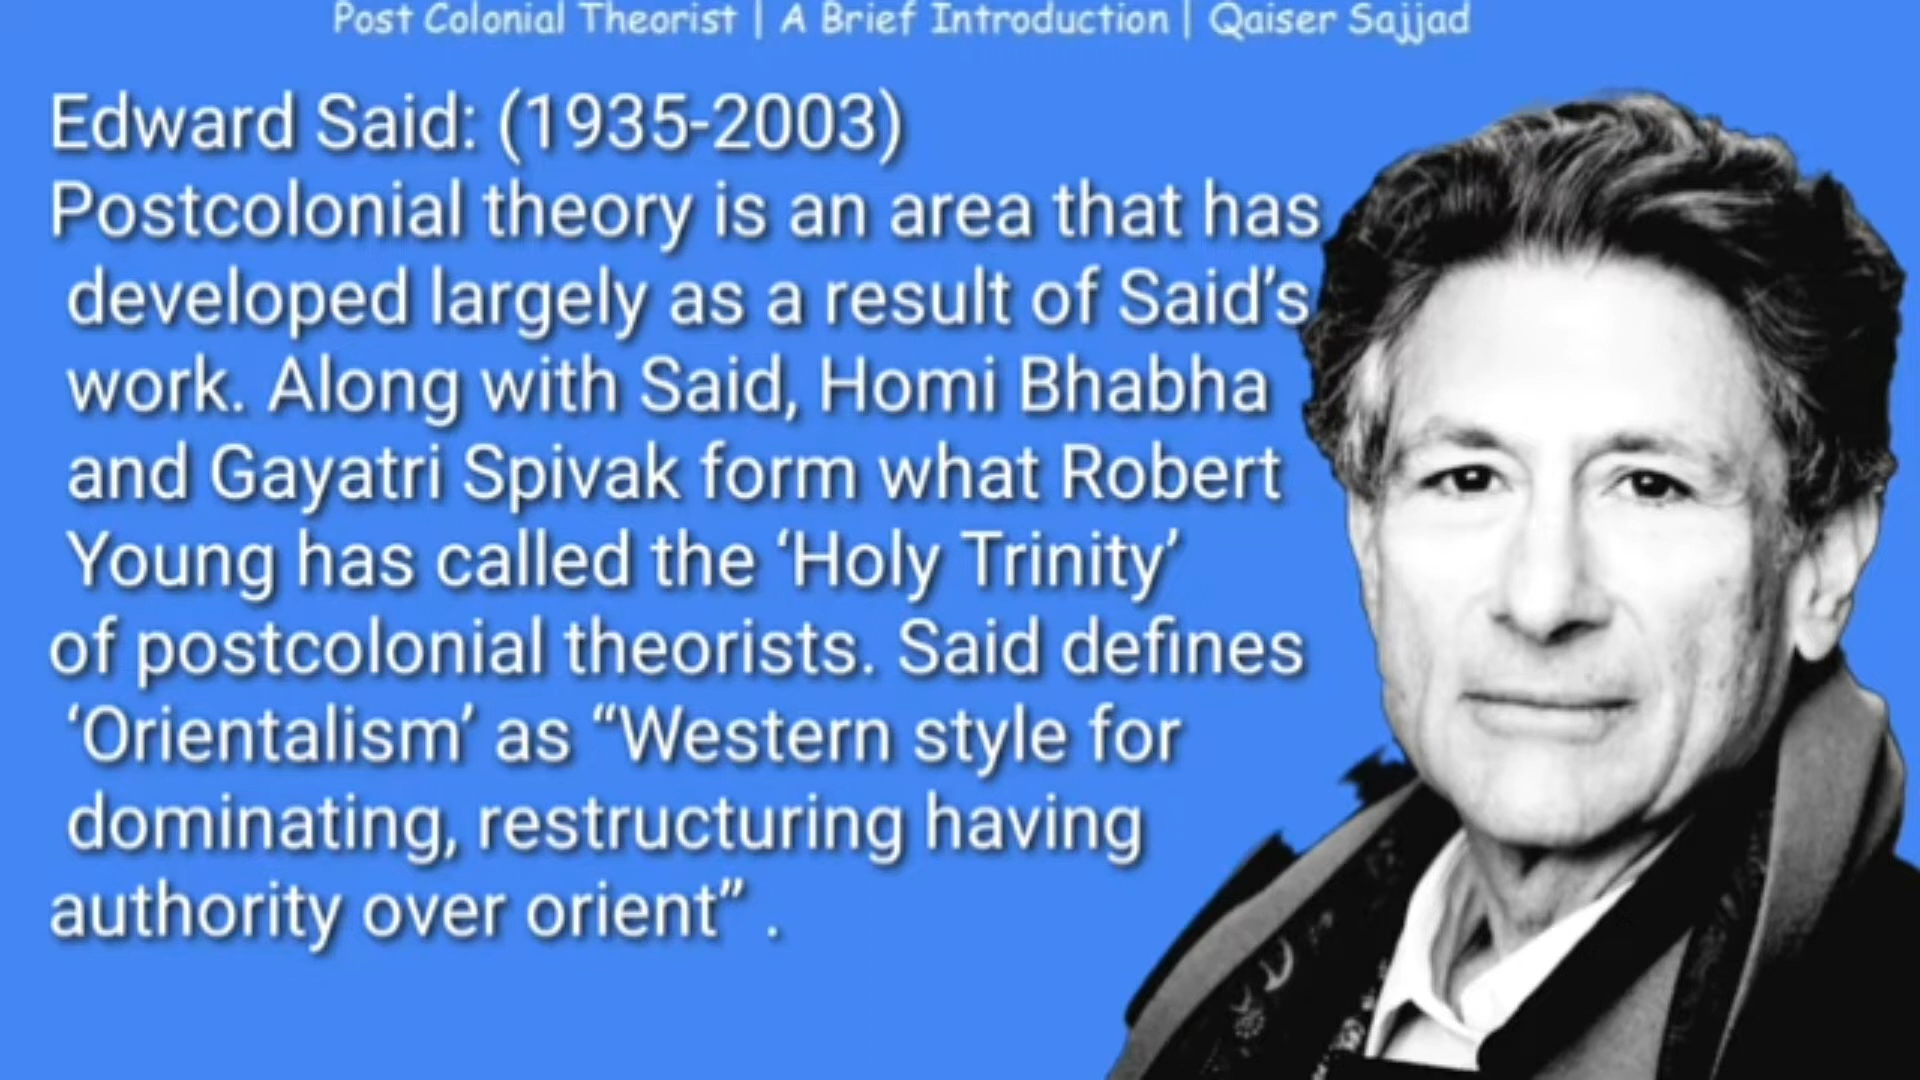 Post Colonial Theorist | A Brief Introduction | Qaiser Sajjad
Edward Said: (1935-2003)
Postcolonial theory is an area that has
developed largely as a result of Said’s
work. Along with Said, Homi Bhabha
and Gayatri Spivak form what Robert
Young has called the ‘Holy Trinity’
of postcolonial theorists. Said defines
‘Orientalism’ as “Western style for
dominating, restructuring having
authority over orient” .